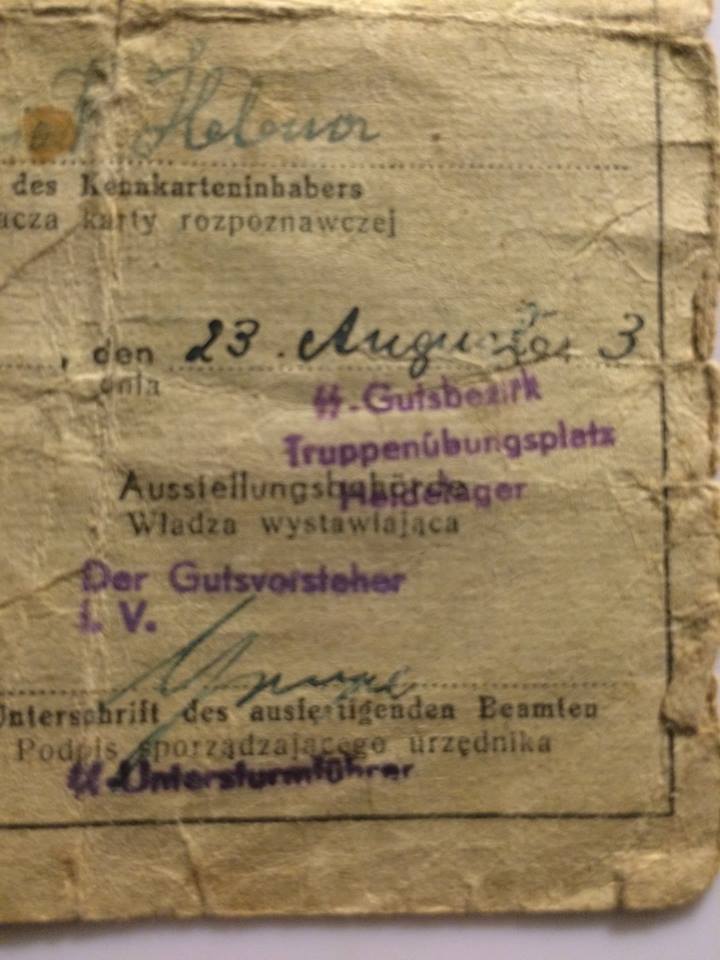 Helena
des Kennkarteninhabers
acza karty rozpoznawczej
, den 23. August 3
dnia
SS-Gutsbezirk
Truppenübungsplatz
Heidelager
Ausstellungsbehörde
Władza wystawiająca
Der Gutsvorsteher
i. V.
Unterschrift des ausfertigenden Beamten
Podpis sporządzającego urzędnika
SS-Untersturmführer